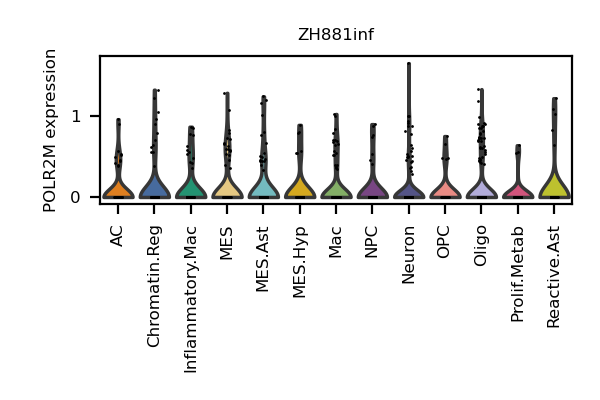 ZH881inf
POLR2M expression
1
0
AC
Chromatin.Reg
Inflammatory.Mac
MES
MES.Ast
MES.Hyp
Mac
NPC
Neuron
OPC
Oligo
Prolif.Metab
Reactive.Ast